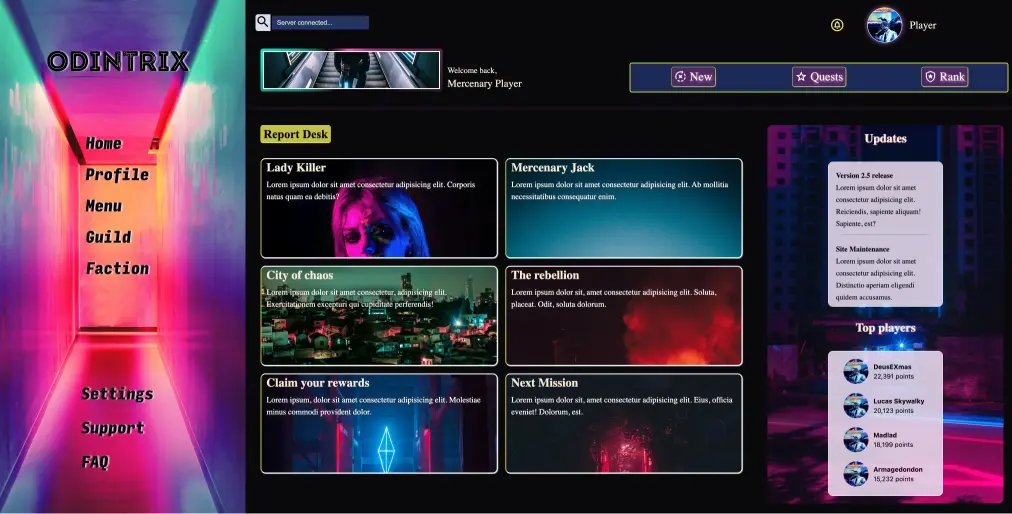 ODINTRIX
Home
Profile
Menu
Guild
Faction
Settings
Support
FAQ
Server connected...
Player
Welcome back,
Mercenary Player
New
Quests
Rank
Report Desk
Lady Killer
Lorem ipsum dolor sit amet consectetur adipisicing elit. Corporis
natus quam ea debitis?
Mercenary Jack
Lorem ipsum dolor sit amet consectetur adipisicing elit. Ab mollitia
necessitatibus consequatur enim.
City of chaos
Lorem ipsum dolor sit amet consectetur, adipisicing elit.
Exercitationem excepturi qui cupiditate perferendis!
The rebellion
Lorem ipsum dolor sit, amet consectetur adipisicing elit. Soluta,
placeat. Odit, soluta dolorum.
Claim your rewards
Lorem ipsum, dolor sit amet consectetur adipisicing elit. Molestiae
minus commodi provident dolor.
Next Mission
Lorem ipsum dolor sit, amet consectetur adipisicing elit. Eius, officia
eveniet! Dolorum, est.
Updates
Version 2.5 release
Lorem ipsum dolor sit amet
consectetur adipisicing elit.
Reiciendis, sapiente aliquam!
Sapiente, est?
Site Maintenance
Lorem ipsum dolor sit amet
consectetur adipisicing elit.
Distinctio aperiam eligendi
quidem accusamus.
Top players
DeusEXmas
22,391 points
Lucas Skywalky
20,123 points
Madlad
18,199 points
Armagedondon
15,232 points